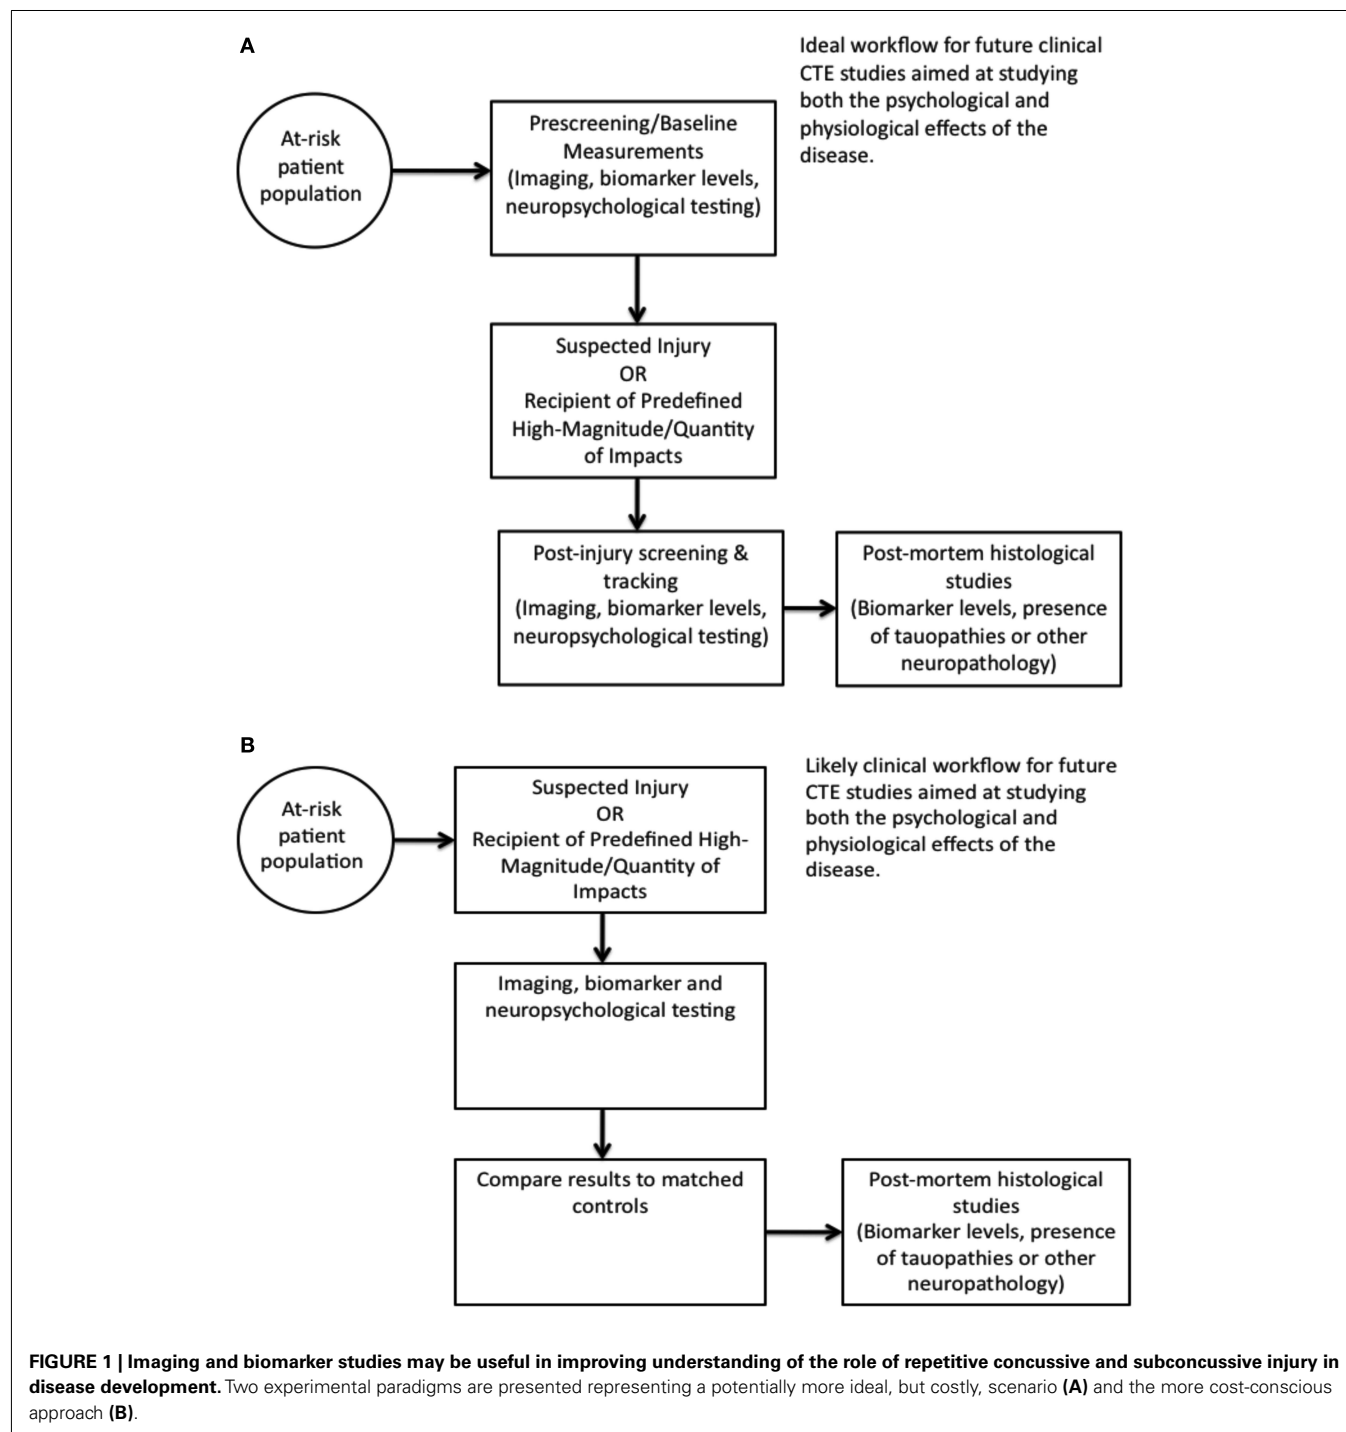 A
Ideal workflow for future clinical
CTE studies aimed at studying
both the psychological and
physiological effects of the
disease.
At-risk
patient
population
Prescreening/Baseline
Measurements
(Imaging, biomarker levels,
neuropsychological testing)
Suspected Injury
OR
Recipient of Predefined
High-Magnitude/Quantity
of Impacts
Post-injury screening &
tracking
(Imaging, biomarker levels,
neuropsychological testing)
Post-mortem histological
studies
(Biomarker levels, presence
of tauopathies or other
neuropathology)
B
Likely clinical workflow for future
CTE studies aimed at studying
both the psychological and
physiological effects of the
disease.
At-risk
patient
population
Suspected Injury
OR
Recipient of Predefined High-
Magnitude/Quantity of
Impacts
Imaging, biomarker and
neuropsychological testing
Compare results to matched
controls
Post-mortem histological
studies
(Biomarker levels, presence
of tauopathies or other
neuropathology)
FIGURE 1 | Imaging and biomarker studies may be useful in improving understanding of the role of repetitive concussive and subconcussive injury in
disease development. Two experimental paradigms are presented representing a potentially more ideal, but costly, scenario (A) and the more cost-conscious
approach (B).